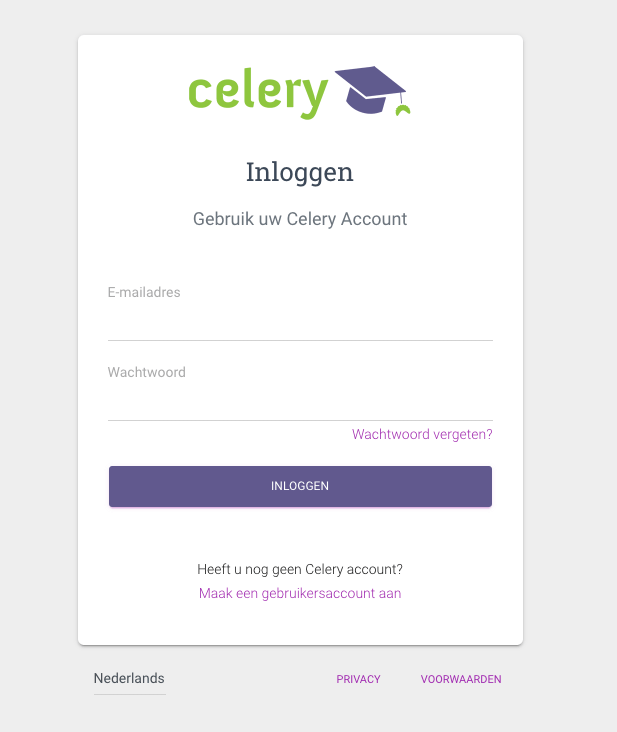 celery
Inloggen
Gebruik uw Celery Account
E-mailadres
Wachtwoord
Wachtwoord vergeten?
INLOGGEN
Heeft u nog geen Celery account?
Maak een gebruikersaccount aan
Nederlands PRIVACY VOORWAARDEN